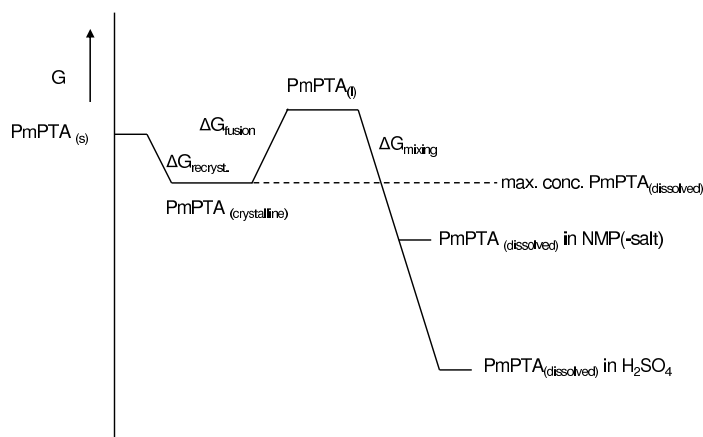 G
PmPTA(l)
PmPTA (s)
ΔGfusion
ΔGmixing
ΔGrecryst.
max. conc. PmPTA(dissolved)
PmPTA (crystalline)
PmPTA (dissolved) in NMP(-salt)
PmPTA(dissolved) in H2SO4